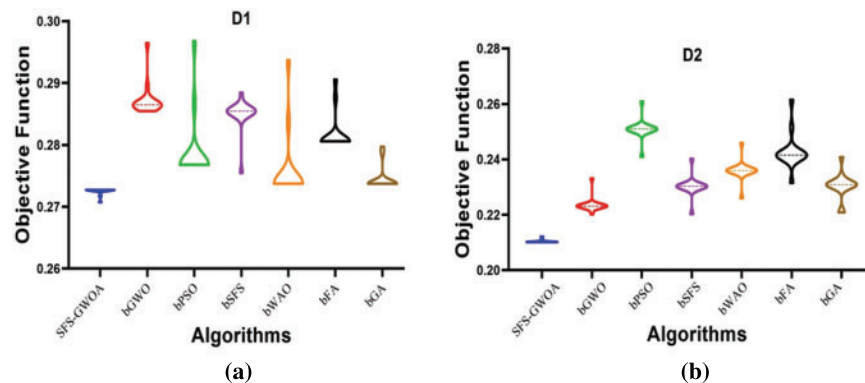 D1
Objective Function
0.30
0.29
0.28
0.27
0.26
SFS-GWOA
bGWO
bPSO
bSFS
bWAO
bFA
bGA
Algorithms
(a)
D2
Objective Function
0.28
0.26
0.24
0.22
0.20
SFS-GWOA
bGWO
bPSO
bSFS
bWAO
bFA
bGA
Algorithms
(b)